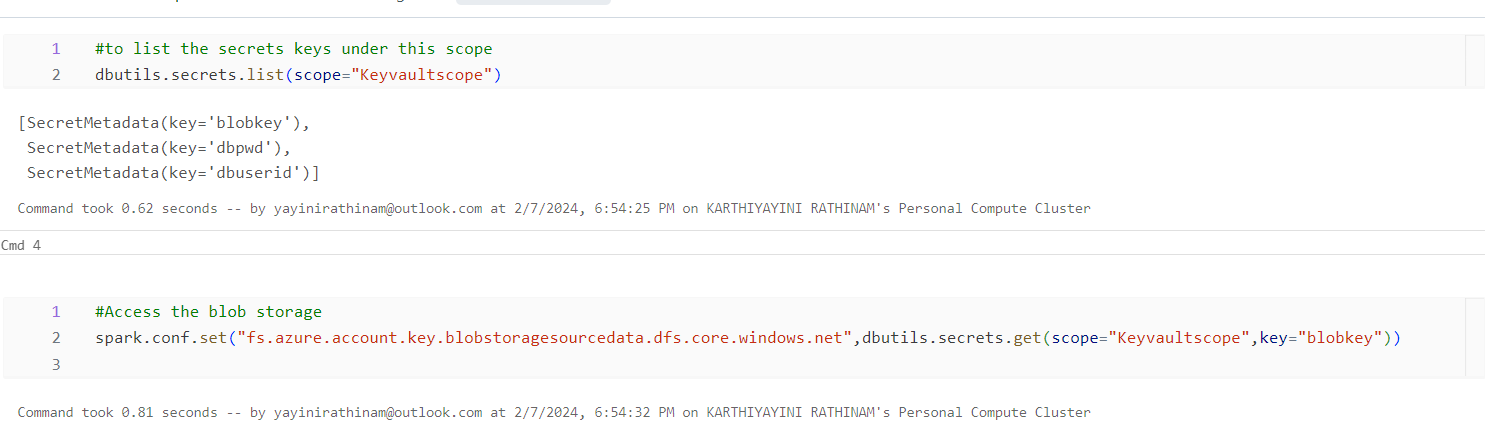 1 #to list the secrets keys under this scope
2 dbutils.secrets.list(scope="Keyvaultscope")
[SecretMetadata(key='blobkey'),
SecretMetadata(key='dbpwd'),
SecretMetadata(key='dbuserid')]
Command took 0.62 seconds -- by yayinirathinam@outlook.com at 2/7/2024, 6:54:25 PM on KARTHIYAYINI RATHINAM's Personal Compute Cluster
Cmd 4
1 #Access the blob storage
2 spark.conf.set("fs.azure.account.key.blobstoragesourcedata.dfs.core.windows.net",dbutils.secrets.get(scope="Keyvaultscope",key="blobkey"))
3
Command took 0.81 seconds -- by yayinirathinam@outlook.com at 2/7/2024, 6:54:32 PM on KARTHIYAYINI RATHINAM's Personal Compute Cluster